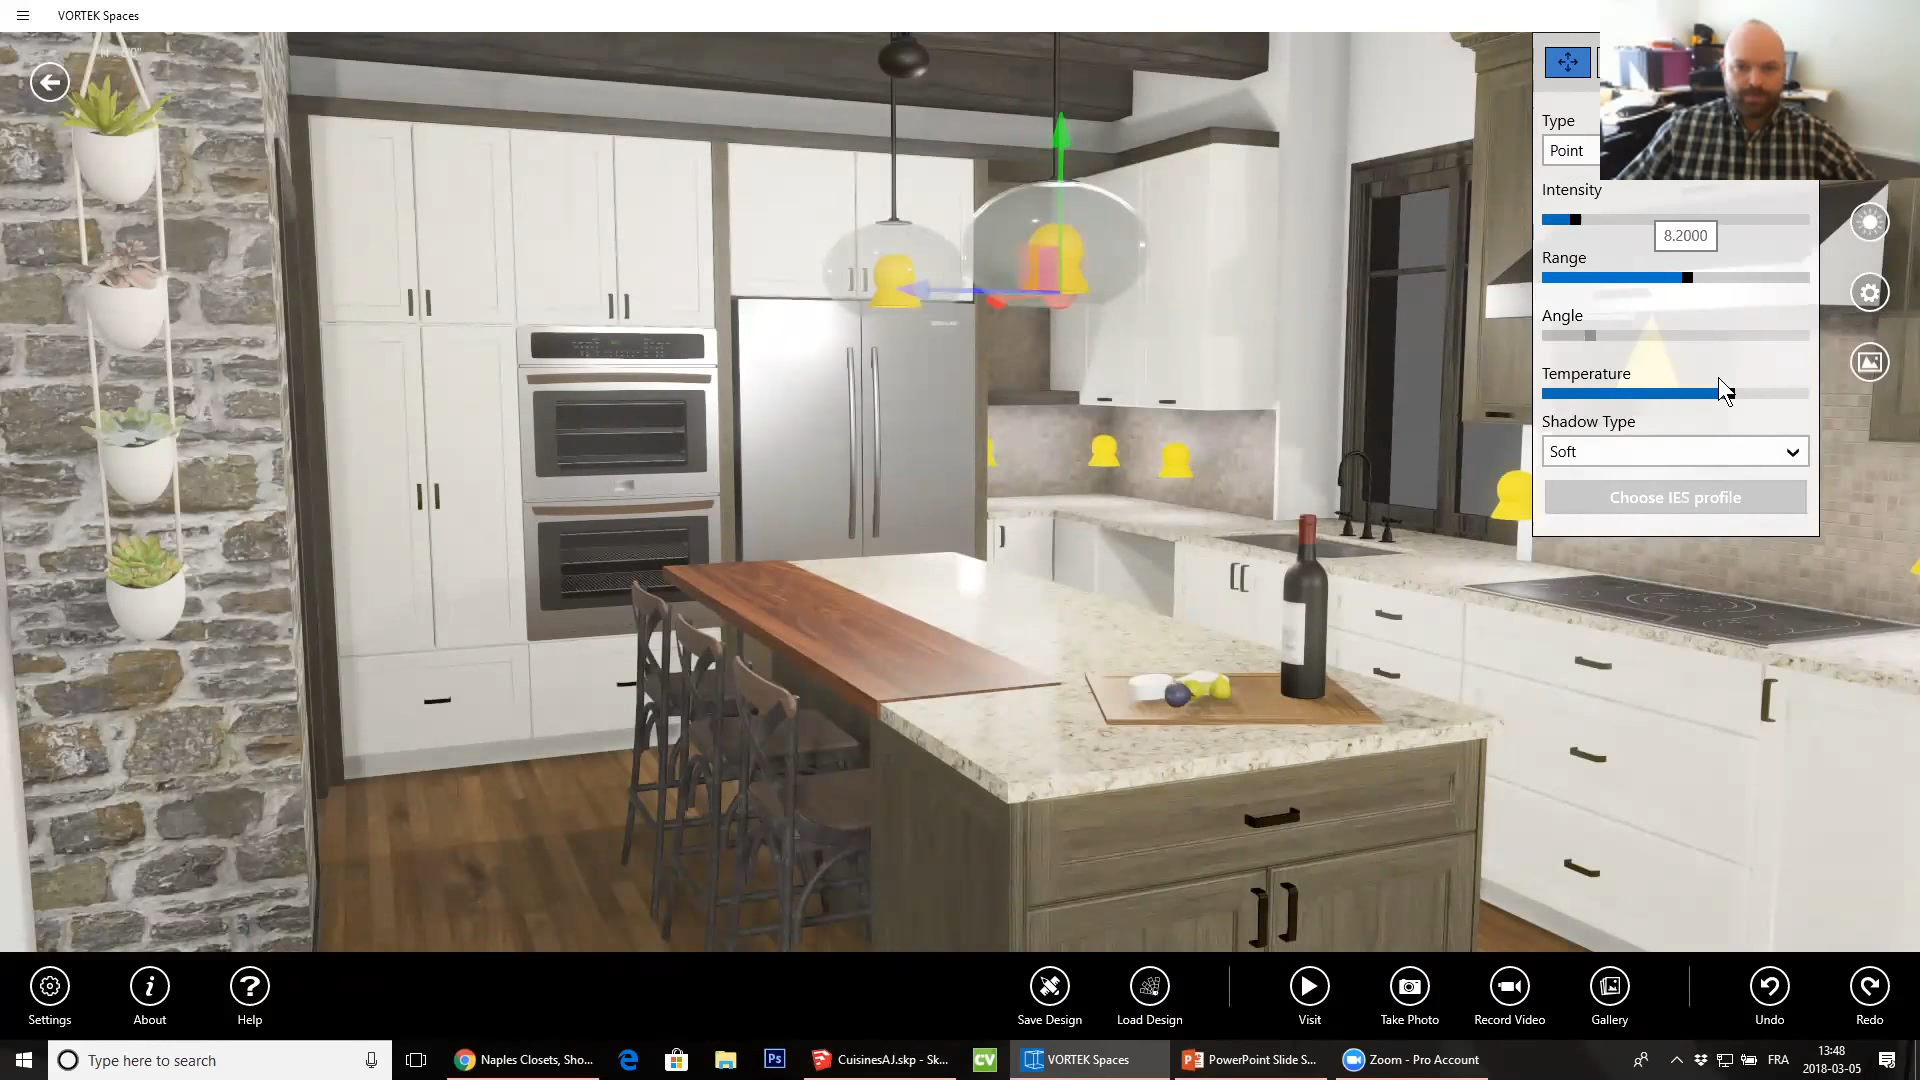 VORTEK Spaces
Type
Point
Intensity
8.2000
Range
Angle
Temperature
Shadow Type
Soft
Choose IES profile
Settings
About
Help
Save Design
Load Design
Visit
Take Photo
Record Video
Gallery
Undo
Redo
Type here to search
Naples Closets, Sho...
Ps
CuisinesAJ.skp - Sk...
CV
VORTEK Spaces
PowerPoint Slide S...
Zoom - Pro Account
FRA
13:48
2018-03-05